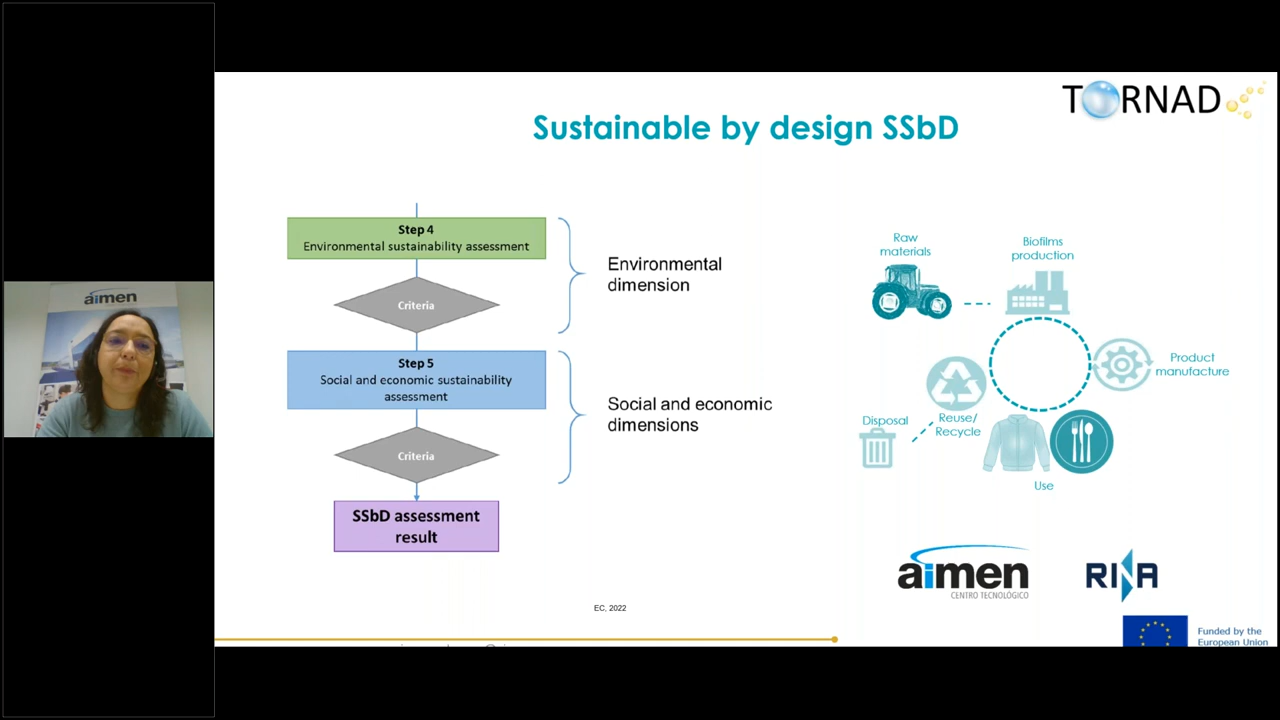 TORNADO
Sustainable by design SSbD
Step 4
Environmental sustainability assessment
Criteria
Environmental
dimension
Step 5
Social and economic sustainability
assessment
Criteria
Social and economic
dimensions
SSbD assessment
result
EC, 2022
Raw
materials
Biofilms
production
Product
manufacture
Reuse/
Recycle
Disposal
Use
aimen
CENTRO TECNOLÓGICO
RINA
Funded by the
European Union
aimen